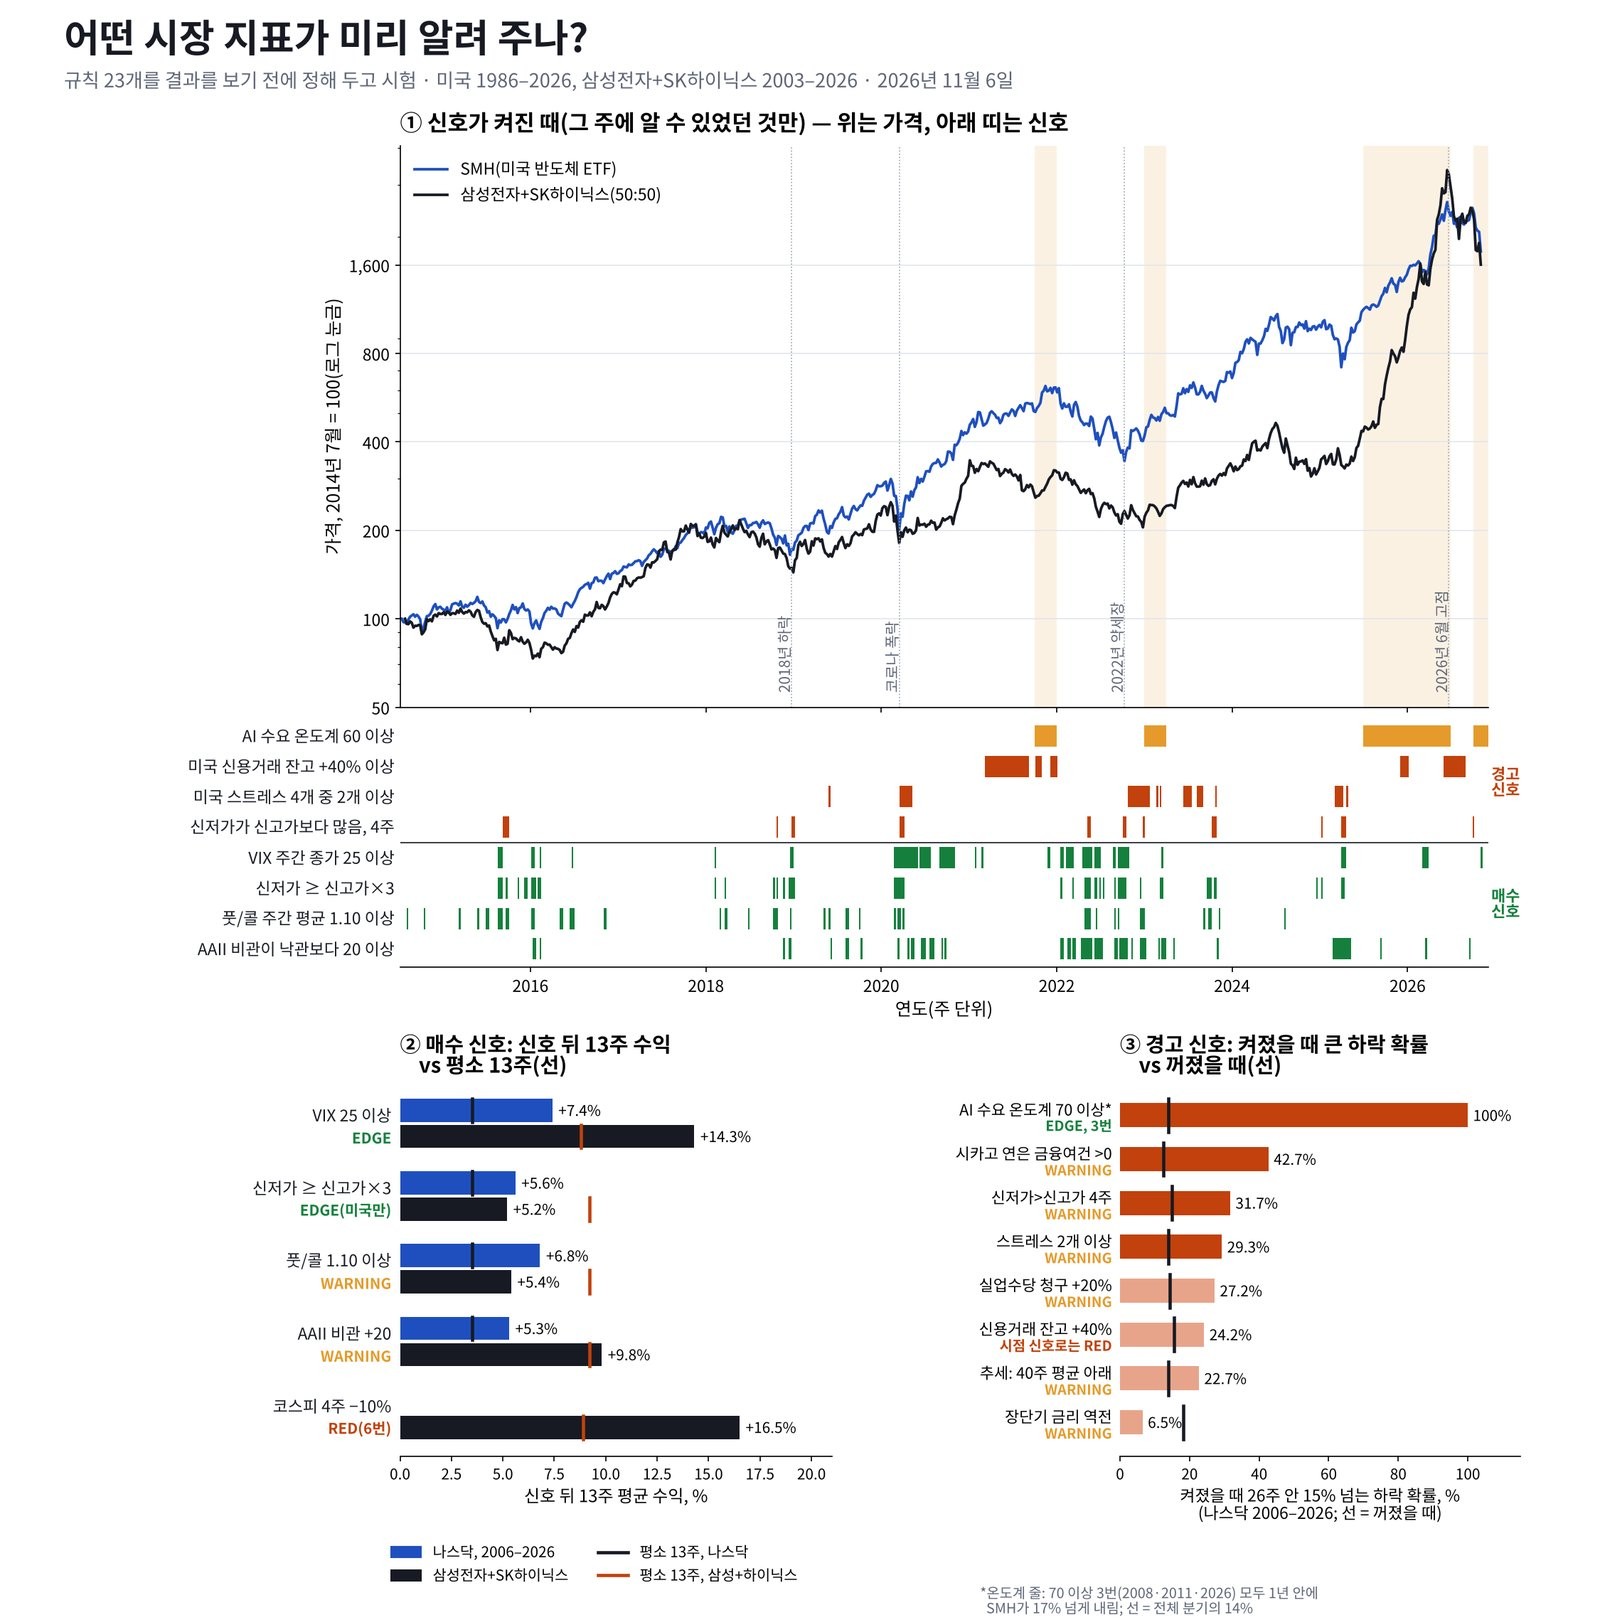 어떤 시장 지표가 미리 알려 주나?
규칙 23개를 결과를 보기 전에 정해 두고 시험 · 미국 1986–2026, 삼성전자+SK하이닉스 2003–2026 · 2026년 11월 6일
① 신호가 켜진 때(그 주에 알 수 있었던 것만) — 위는 가격, 아래 띠는 신호
SMH(미국 반도체 ETF)
삼성전자+SK하이닉스(50:50)
가격, 2014년 7월 = 100(로그 눈금)
1,600
800
400
200
100
50
2018년 하락
코로나 폭락
2022년 약세장
2026년 6월 고점
AI 수요 온도계 60 이상
미국 신용거래 잔고 +40% 이상
미국 스트레스 4개 중 2개 이상
신저가가 신고가보다 많음, 4주
경고
신호
VIX 주간 종가 25 이상
신저가 ≥ 신고가×3
풋/콜 주간 평균 1.10 이상
AAII 비관이 낙관보다 20 이상
매수
신호
2016 2018 2020 2022 2024 2026
연도(주 단위)
② 매수 신호: 신호 뒤 13주 수익
vs 평소 13주(선)
VIX 25 이상
EDGE
+7.4%
+14.3%
신저가 ≥ 신고가×3
EDGE(미국만)
+5.6%
+5.2%
풋/콜 1.10 이상
WARNING
+6.8%
+5.4%
AAII 비관 +20
WARNING
+5.3%
+9.8%
코스피 4주 −10%
RED(6번)
+16.5%
0.0 2.5 5.0 7.5 10.0 12.5 15.0 17.5 20.0
신호 뒤 13주 평균 수익, %
나스닥, 2006–2026
삼성전자+SK하이닉스
평소 13주, 나스닥
평소 13주, 삼성+하이닉스
③ 경고 신호: 켜졌을 때 큰 하락 확률
vs 꺼졌을 때(선)
AI 수요 온도계 70 이상*
EDGE, 3번
100%
시카고 연은 금융여건 >0
WARNING
42.7%
신저가>신고가 4주
WARNING
31.7%
스트레스 2개 이상
WARNING
29.3%
실업수당 청구 +20%
WARNING
27.2%
신용거래 잔고 +40%
시점 신호로는 RED
24.2%
추세: 40주 평균 아래
WARNING
22.7%
장단기 금리 역전
WARNING
6.5%
0 20 40 60 80 100
켜졌을 때 26주 안 15% 넘는 하락 확률, %
(나스닥 2006–2026; 선 = 꺼졌을 때)
*온도계 줄: 70 이상 3번(2008·2011·2026) 모두 1년 안에
SMH가 17% 넘게 내림; 선 = 전체 분기의 14%